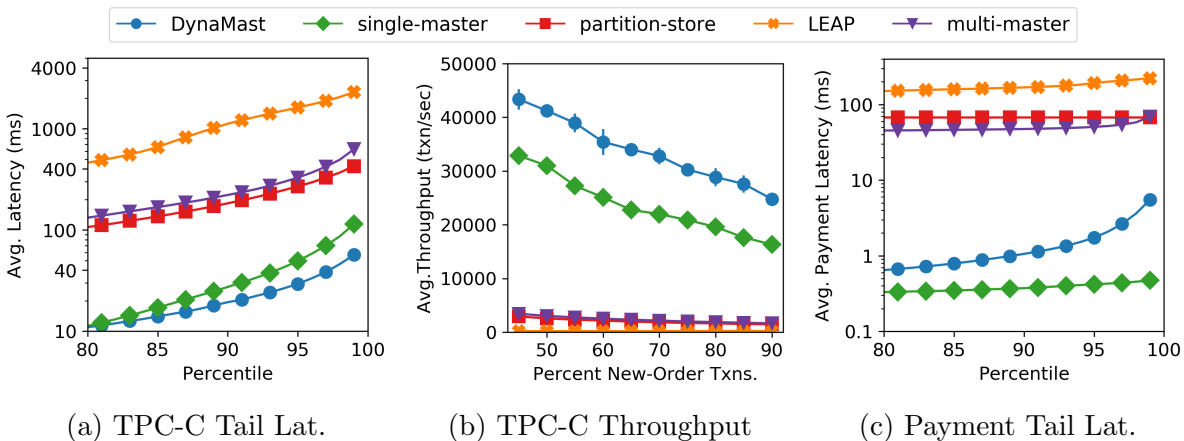 DynaMast single-master partition-store LEAP multi-master
Avg. Latency (ms)
4000
1000
400
100
40
10
80 85 90 95 100
Percentile
(a) TPC-C Tail Lat.
Avg.Throughput (txn/sec)
50000
40000
30000
20000
10000
0
50 60 70 80 90
Percent New-Order Txns.
(b) TPC-C Throughput
Avg. Payment Latency (ms)
100
10
1
0.1
80 85 90 95 100
Percentile
(c) Payment Tail Lat.